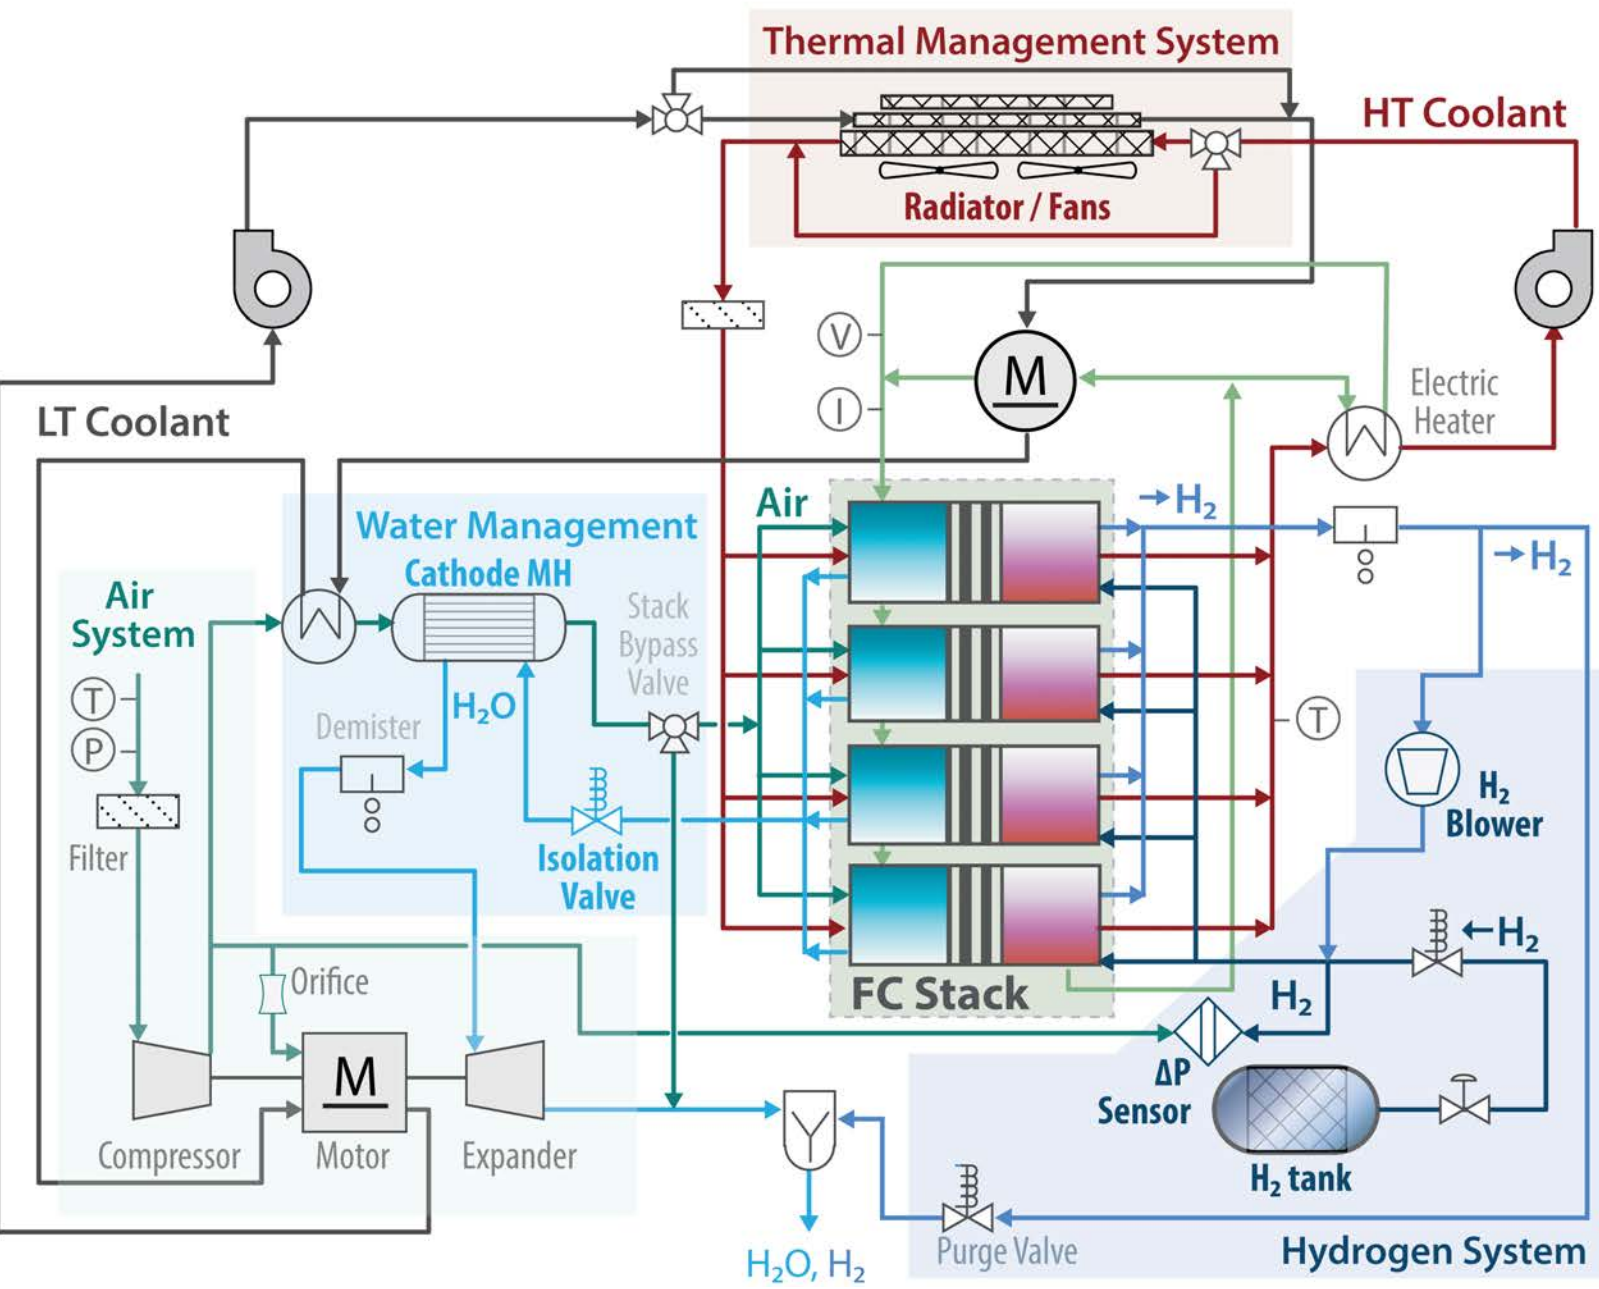 Thermal Management System
HT Coolant
Radiator / Fans
V
M
I
Electric
Heater
LT Coolant
Air
→H₂
Water Management
Cathode MH
→H₂
Air
System
Stack
Bypass
Valve
T
H₂O
T
P
Demister
H₂
Blower
Filter
Isolation
Valve
←H₂
Orifice
FC Stack
H₂
M
ΔP
Sensor
Compressor
Motor
Expander
H₂ tank
Purge Valve
Hydrogen System
H₂O, H₂